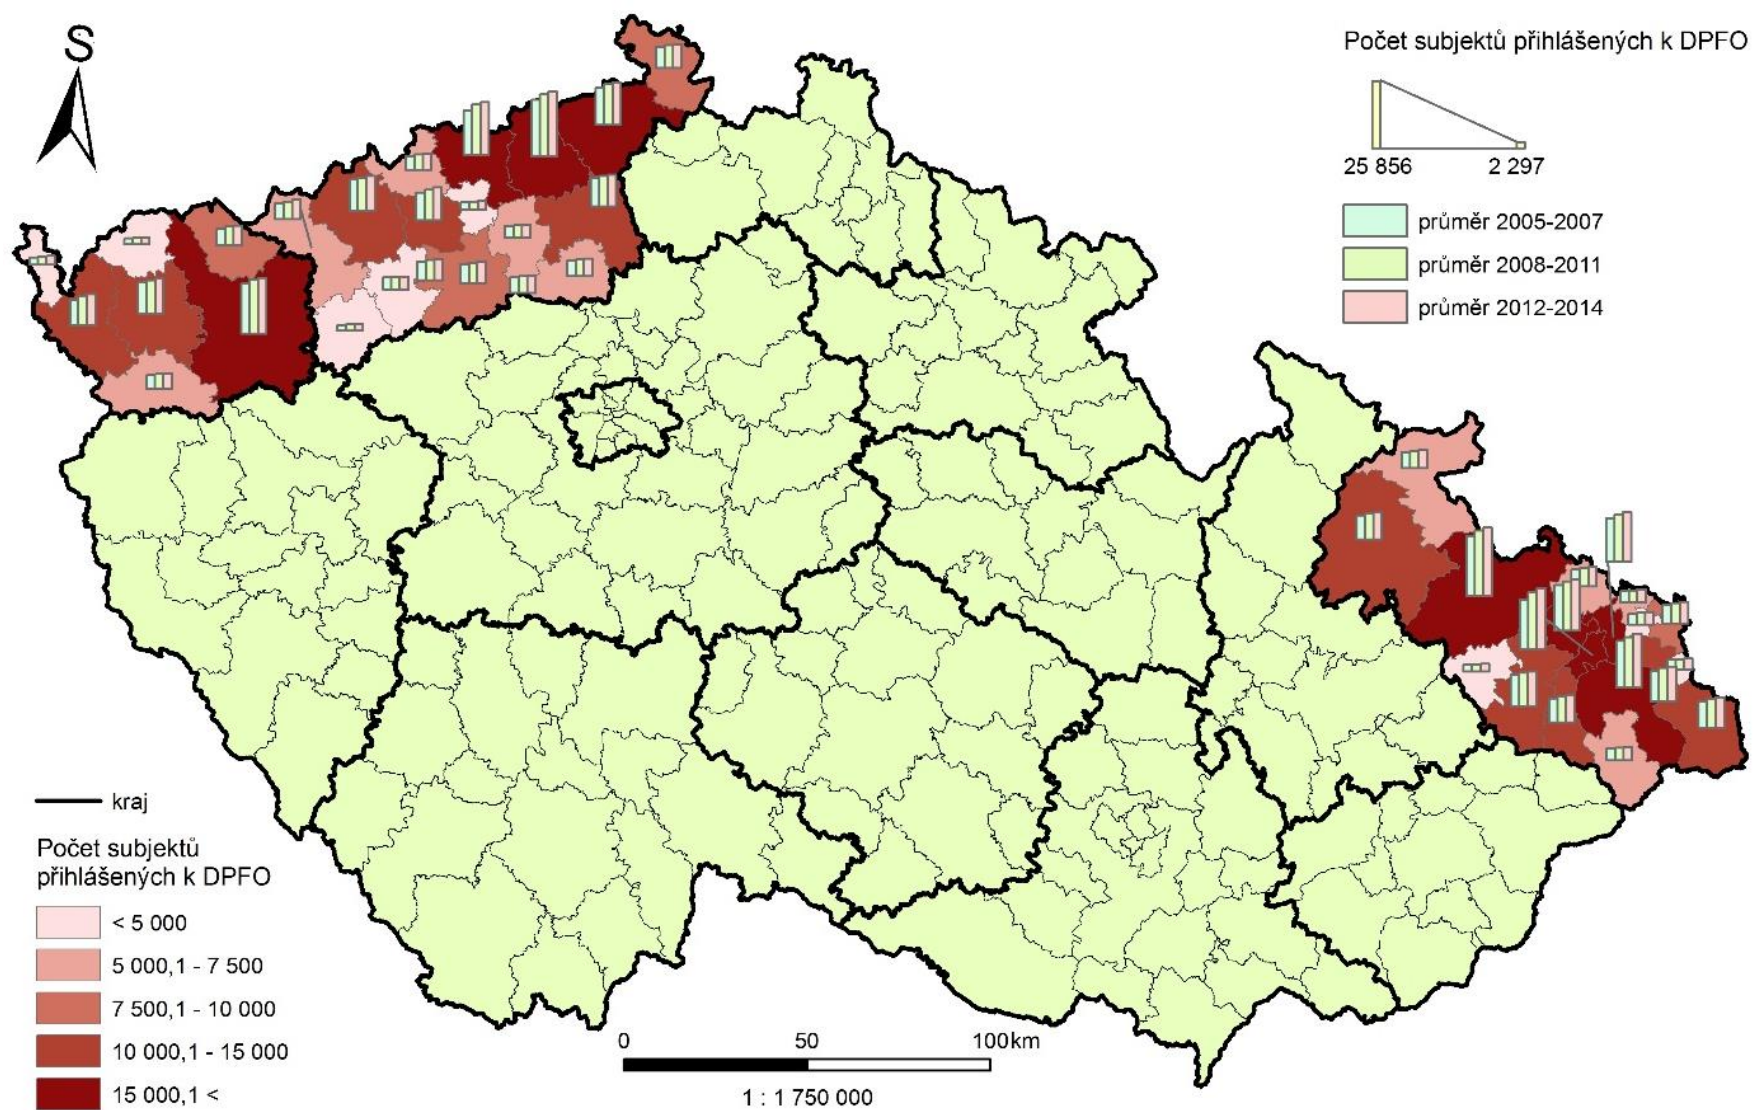 S
Počet subjektů přihlášených k DPFO
25 856
2 297
průměr 2005-2007
průměr 2008-2011
průměr 2012-2014
kraj
Počet subjektů
přihlášených k DPFO
< 5 000
5 000,1 - 7 500
7 500,1 - 10 000
10 000,1 - 15 000
15 000,1 <
0 50 100km
1 : 1 750 000